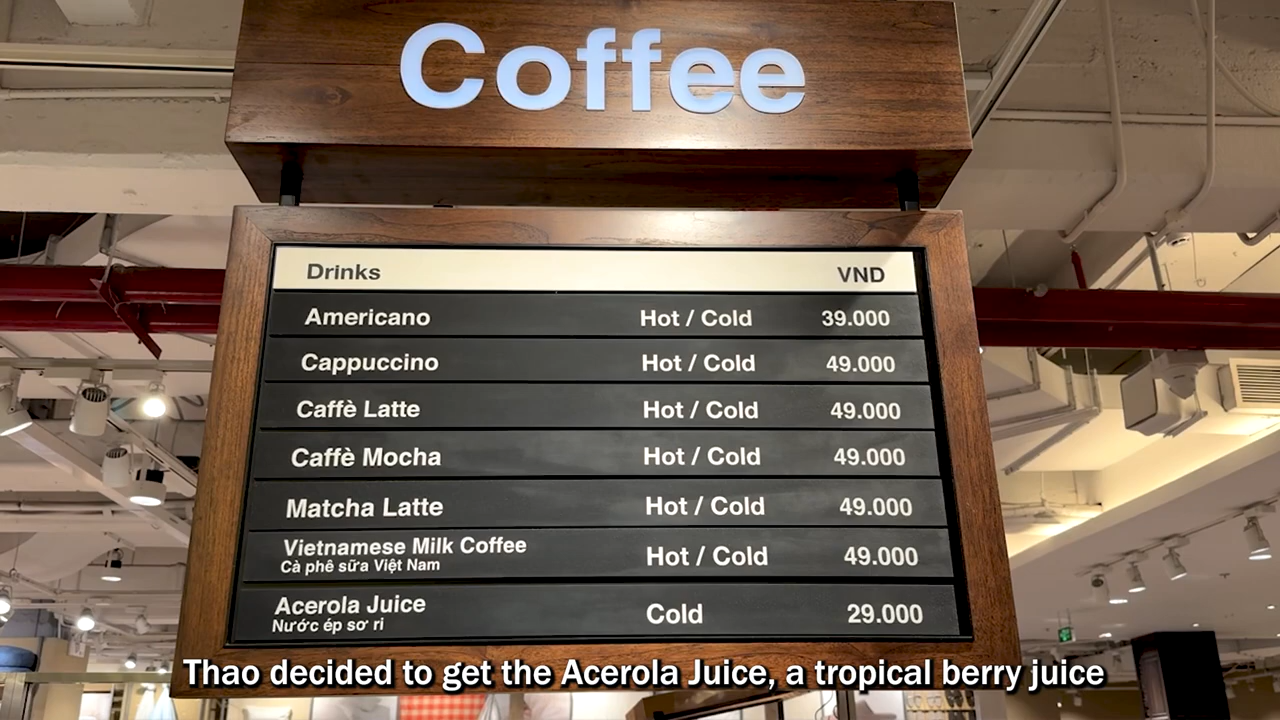 Coffee
Drinks VND
Americano Hot / Cold 39.000
Cappuccino Hot / Cold 49.000
Caffè Latte Hot / Cold 49.000
Caffè Mocha Hot / Cold 49.000
Matcha Latte Hot / Cold 49.000
Vietnamese Milk Coffee Hot / Cold 49.000
Cà phê sữa Việt Nam
Acerola Juice Cold 29.000
Nước ép sơ ri
Thao decided to get the Acerola Juice, a tropical berry juice